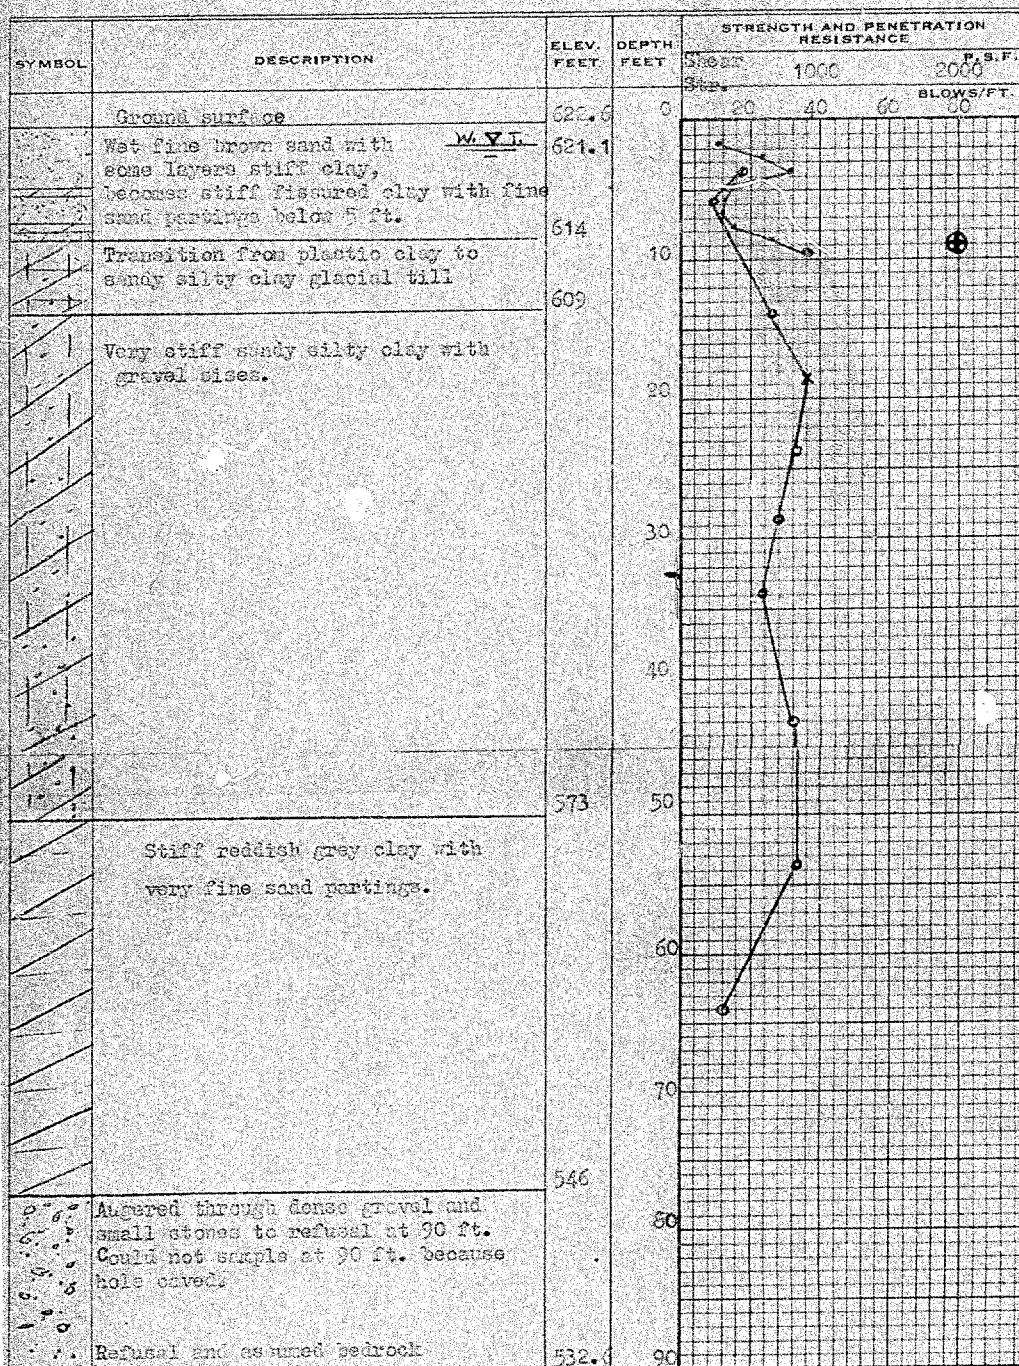 SYMBOL
DESCRIPTION
ELEV. FEET
DEPTH FEET
STRENGTH AND PENETRATION RESISTANCE
Shear Str.
1000
2000
P.S.F.
BLOWS/FT.
20 40 60 80
Ground surface
622.6
0
Wet fine brown sand with
W. T.
621.1
some layers stiff clay,
becomes stiff fissured clay with fine
sand partings below 5 ft.
614
Transition from plastic clay to
10
sandy silty clay glacial till
609
Very stiff sandy silty clay with
gravel sizes.
20
30
40
573
50
Stiff reddish grey clay with
very fine sand partings.
60
70
546
Augered through dense gravel and
small stones to refusal at 90 ft.
80
Could not sample at 90 ft. because
hole caved.
Refusal and assumed bedrock
532.6
90